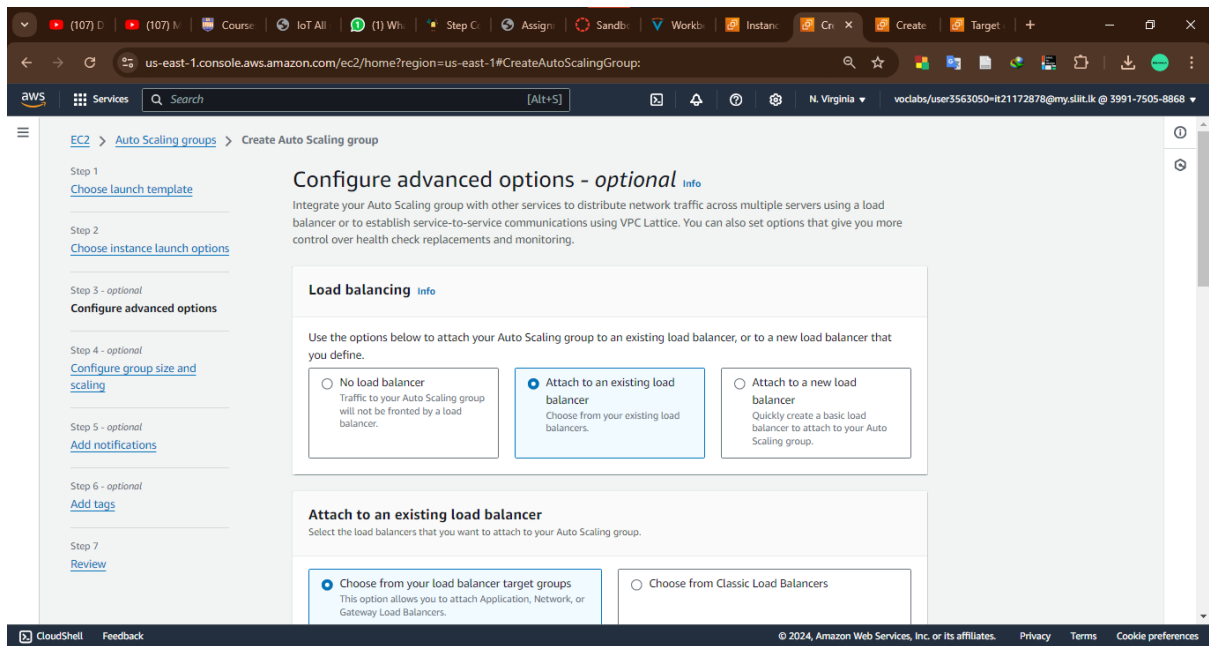 (107) D
(107) M
Course
IoT All
(1) Wh
Step Co
Assign
Sandbo
Workbe
Instanc
Cre
Create
Target
us-east-1.console.aws.amazon.com/ec2/home?region=us-east-1#CreateAutoScalingGroup:
aws
Services
Search
[Alt+S]
N. Virginia
voclabs/user3563050=it21172878@my.sliit.lk @ 3991-7505-8868
EC2 > Auto Scaling groups > Create Auto Scaling group
Step 1
Choose launch template
Step 2
Choose instance launch options
Step 3 - optional
Configure advanced options
Step 4 - optional
Configure group size and
scaling
Step 5 - optional
Add notifications
Step 6 - optional
Add tags
Step 7
Review
Configure advanced options - optional Info
Integrate your Auto Scaling group with other services to distribute network traffic across multiple servers using a load
balancer or to establish service-to-service communications using VPC Lattice. You can also set options that give you more
control over health check replacements and monitoring.
Load balancing Info
Use the options below to attach your Auto Scaling group to an existing load balancer, or to a new load balancer that
you define.
No load balancer
Traffic to your Auto Scaling group
will not be fronted by a load
balancer.
Attach to an existing load
balancer
Choose from your existing load
balancers.
Attach to a new load
balancer
Quickly create a basic load
balancer to attach to your Auto
Scaling group.
Attach to an existing load balancer
Select the load balancers that you want to attach to your Auto Scaling group.
Choose from your load balancer target groups
This option allows you to attach Application, Network, or
Gateway Load Balancers.
Choose from Classic Load Balancers
CloudShell
Feedback
© 2024, Amazon Web Services, Inc. or its affiliates.
Privacy
Terms
Cookie preferences